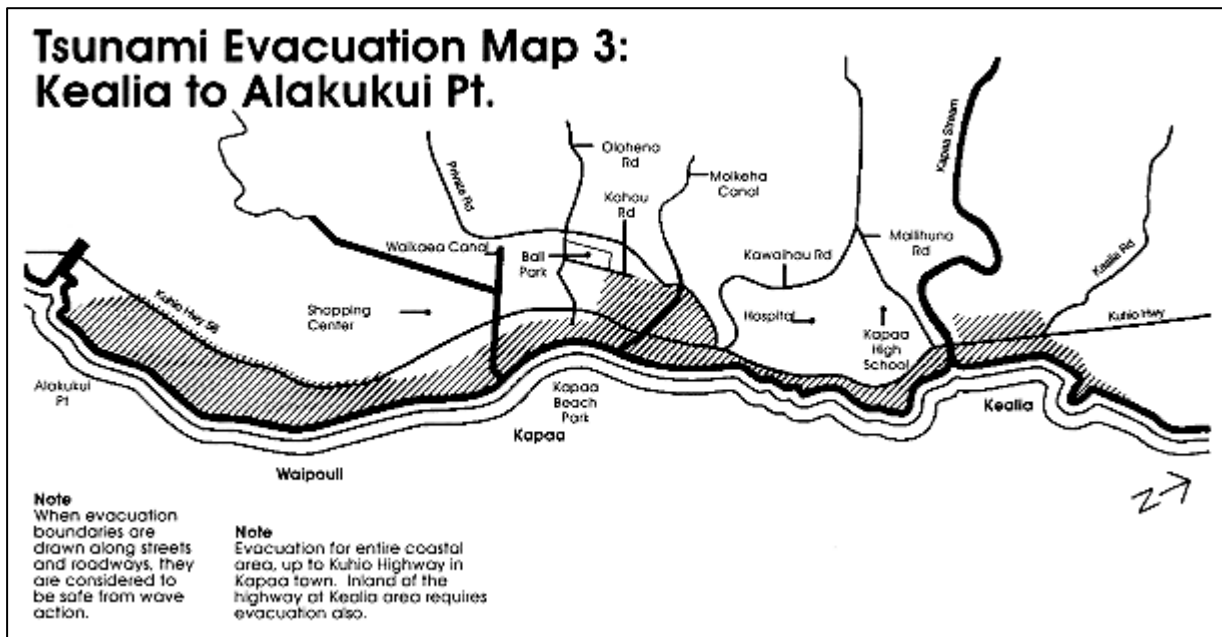 Tsunami Evacuation Map 3:
Kealia to Alakukui Pt.
Private Rd
Olohena
Rd
Kahau
Rd
Moikeha
Canal
Kapaa Stream
Waikaea Canal
Ball
Park
Kawaihau Rd
Mailihuna
Rd
Kealia Rd
Kuhio Hwy 56
Shopping
Center
Hospital
Kapaa
High
School
Kuhio Hwy
Alakukui
Pt
Kapaa
Beach
Park
Kapaa
Kealia
Waipouli
N
Note
When evacuation
boundaries are
drawn along streets
and roadways, they
are considered to
be safe from wave
action.
Note
Evacuation for entire coastal
area, up to Kuhio Highway in
Kapaa town. Inland of the
highway at Kealia area requires
evacuation also.